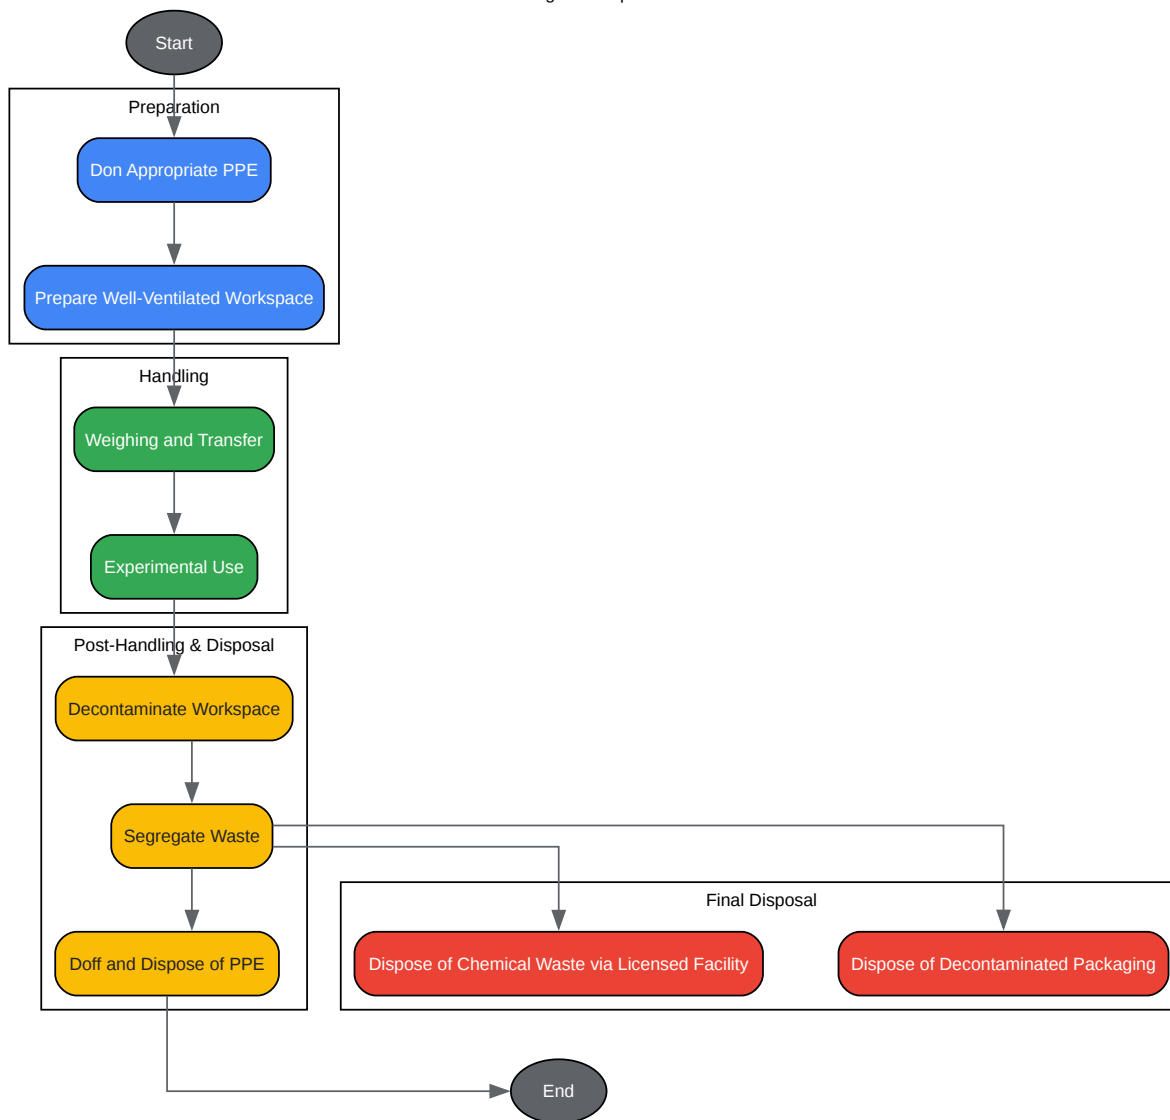 Start
Preparation
Don Appropriate PPE
Prepare Well-Ventilated Workspace
Handling
Weighing and Transfer
Experimental Use
Post-Handling & Disposal
Decontaminate Workspace
Segregate Waste
Final Disposal
Doff and Dispose of PPE
Dispose of Chemical Waste via Licensed Facility
Dispose of Decontaminated Packaging
End